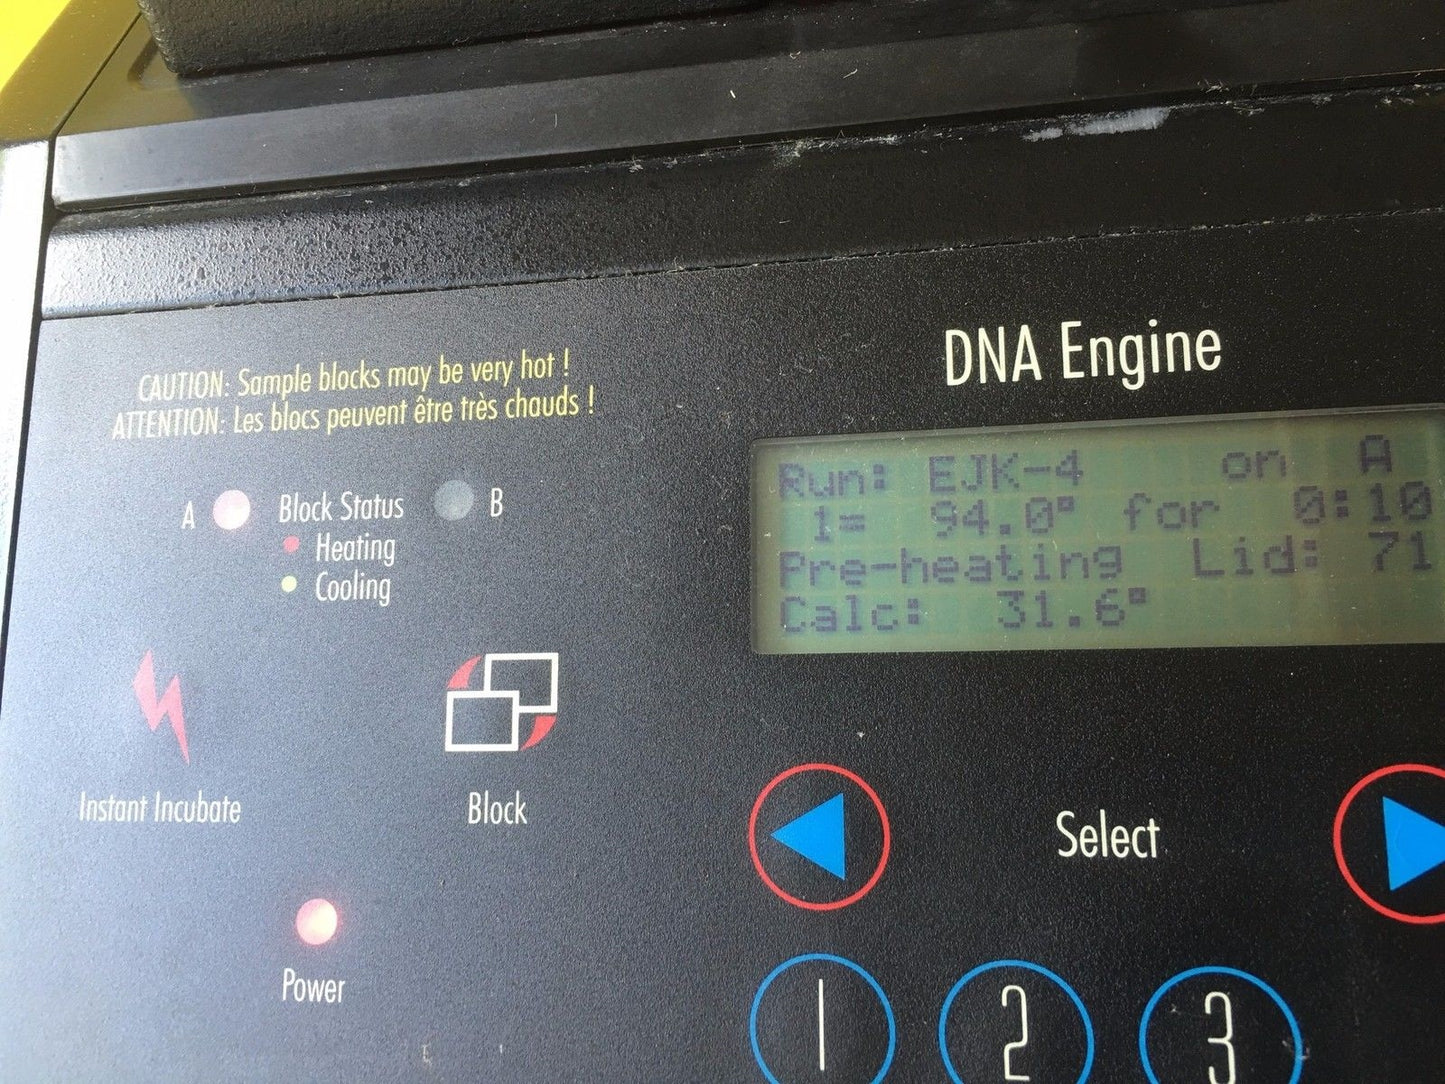 CAUTION: Sample blocks may be very hot !
ATTENTION: Les blocs peuvent être très chauds !
A Block Status B
Heating
Cooling
Instant Incubate
Block
Power
DNA Engine
Run: EJK-4 on A
1= 94.0° for 0:10
Pre-heating Lid: 71
Calc: 31.6°
Select
1 2 3